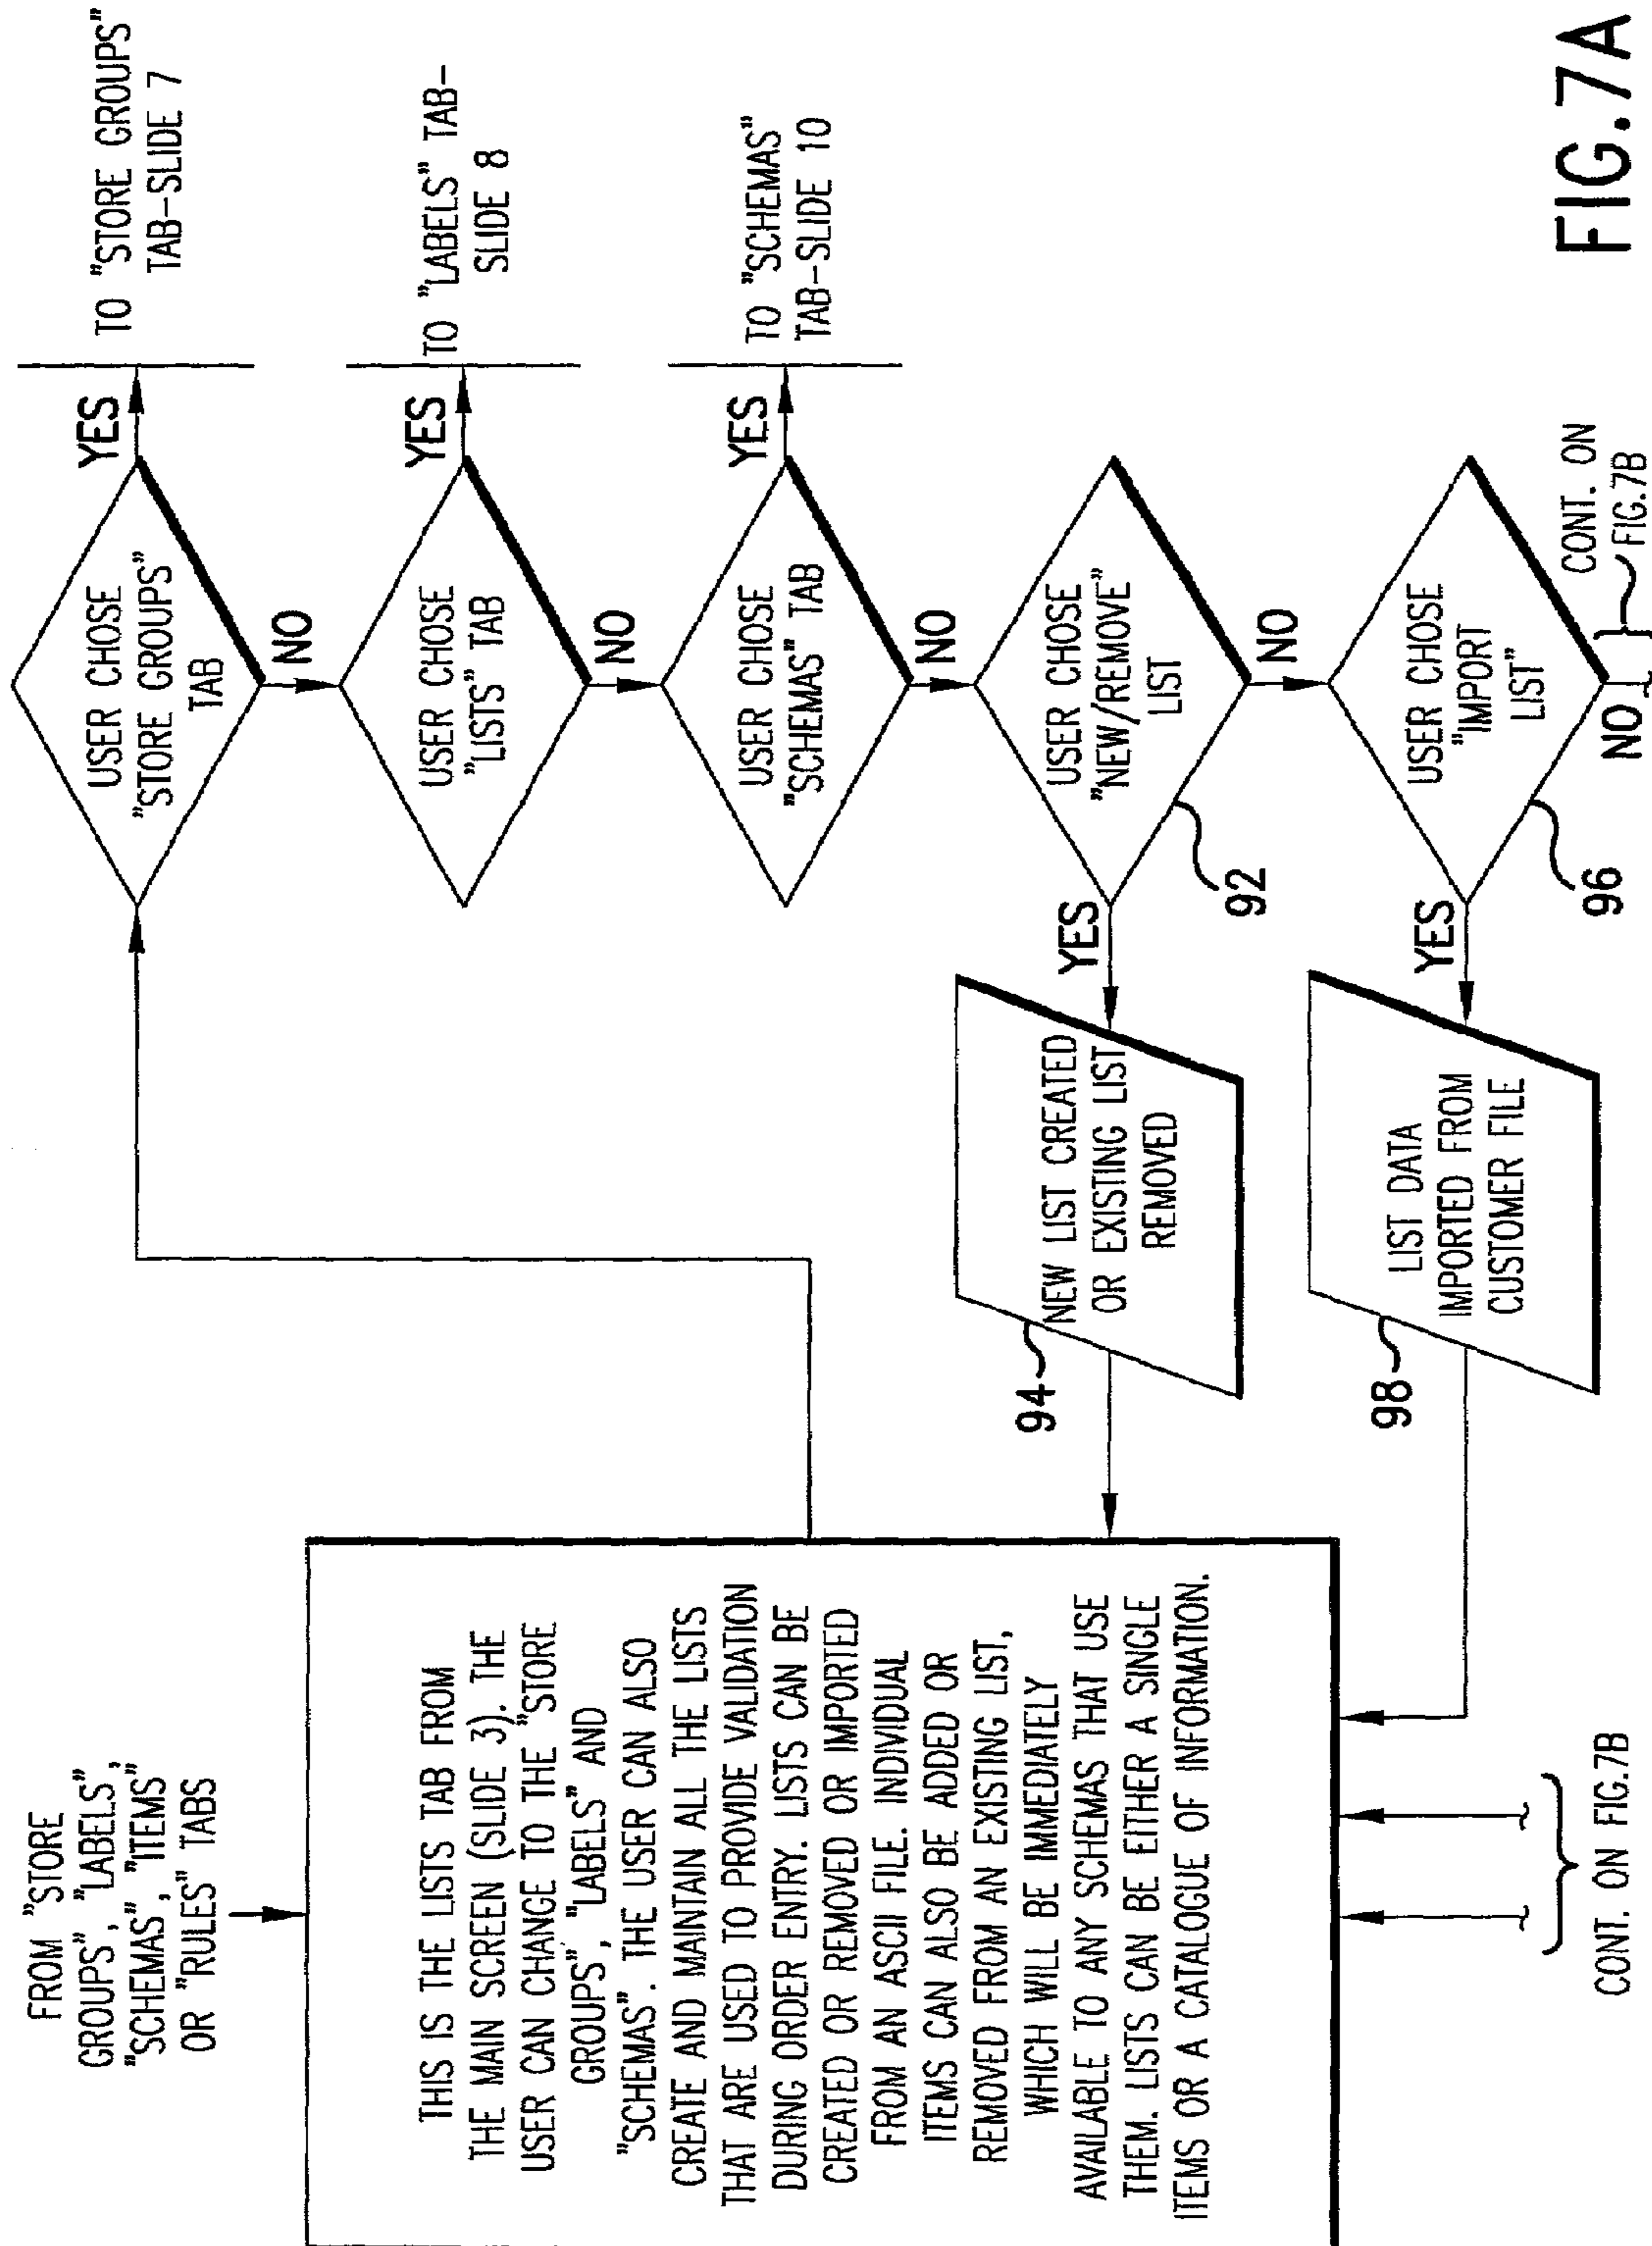 FROM "STORE
GROUPS", "LABELS",
"SCHEMAS", "ITEMS"
OR "RULES" TABS
THIS IS THE LISTS TAB FROM
THE MAIN SCREEN (SLIDE 3). THE
USER CAN CHANGE TO THE "STORE
GROUPS", "LABELS" AND
"SCHEMAS". THE USER CAN ALSO
CREATE AND MAINTAIN ALL THE LISTS
THAT ARE USED TO PROVIDE VALIDATION
DURING ORDER ENTRY. LISTS CAN BE
CREATED OR REMOVED OR IMPORTED
FROM AN ASCII FILE. INDIVIDUAL
ITEMS CAN ALSO BE ADDED OR
REMOVED FROM AN EXISTING LIST,
WHICH WILL BE IMMEDIATELY
AVAILABLE TO ANY SCHEMAS THAT USE
THEM. LISTS CAN BE EITHER A SINGLE
ITEMS OR A CATALOGUE OF INFORMATION.
CONT. ON FIG.7B
USER CHOSE
"STORE GROUPS"
TAB
YES
TO "STORE GROUPS"
TAB-SLIDE 7
NO
USER CHOSE
"LISTS" TAB
YES
TO "LABELS" TAB-
SLIDE 8
NO
USER CHOSE
"SCHEMAS" TAB
YES
TO "SCHEMAS"
TAB-SLIDE 10
NO
USER CHOSE
"NEW/REMOVE"
LIST
92
YES
NEW LIST CREATED
OR EXISTING LIST
REMOVED
94
NO
USER CHOSE
"IMPORT
LIST"
96
YES
LIST DATA
IMPORTED FROM
CUSTOMER FILE
98
NO
CONT. ON
FIG.7B
FIG.7A